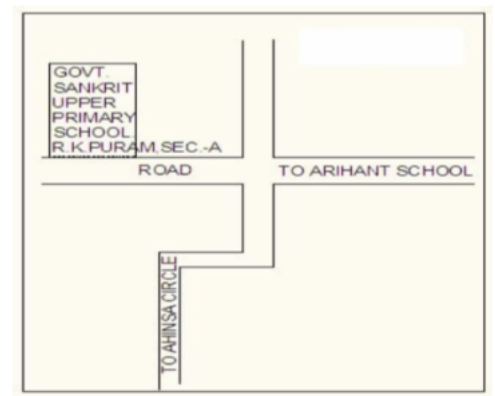 GOVT.
SANKRIT
UPPER
PRIMARY
SCHOOL.
R.K.PURAM,SEC.-A
ROAD
TO ARIHANT SCHOOL
TO AHINSA CIRCLE